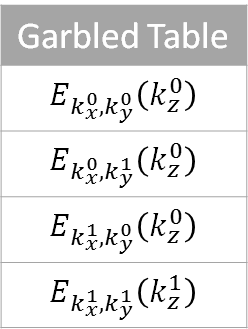 Garbled Table
E_{k_x^0,k_y^0}(k_z^0)
E_{k_x^0,k_y^1}(k_z^0)
E_{k_x^1,k_y^0}(k_z^0)
E_{k_x^1,k_y^1}(k_z^1)